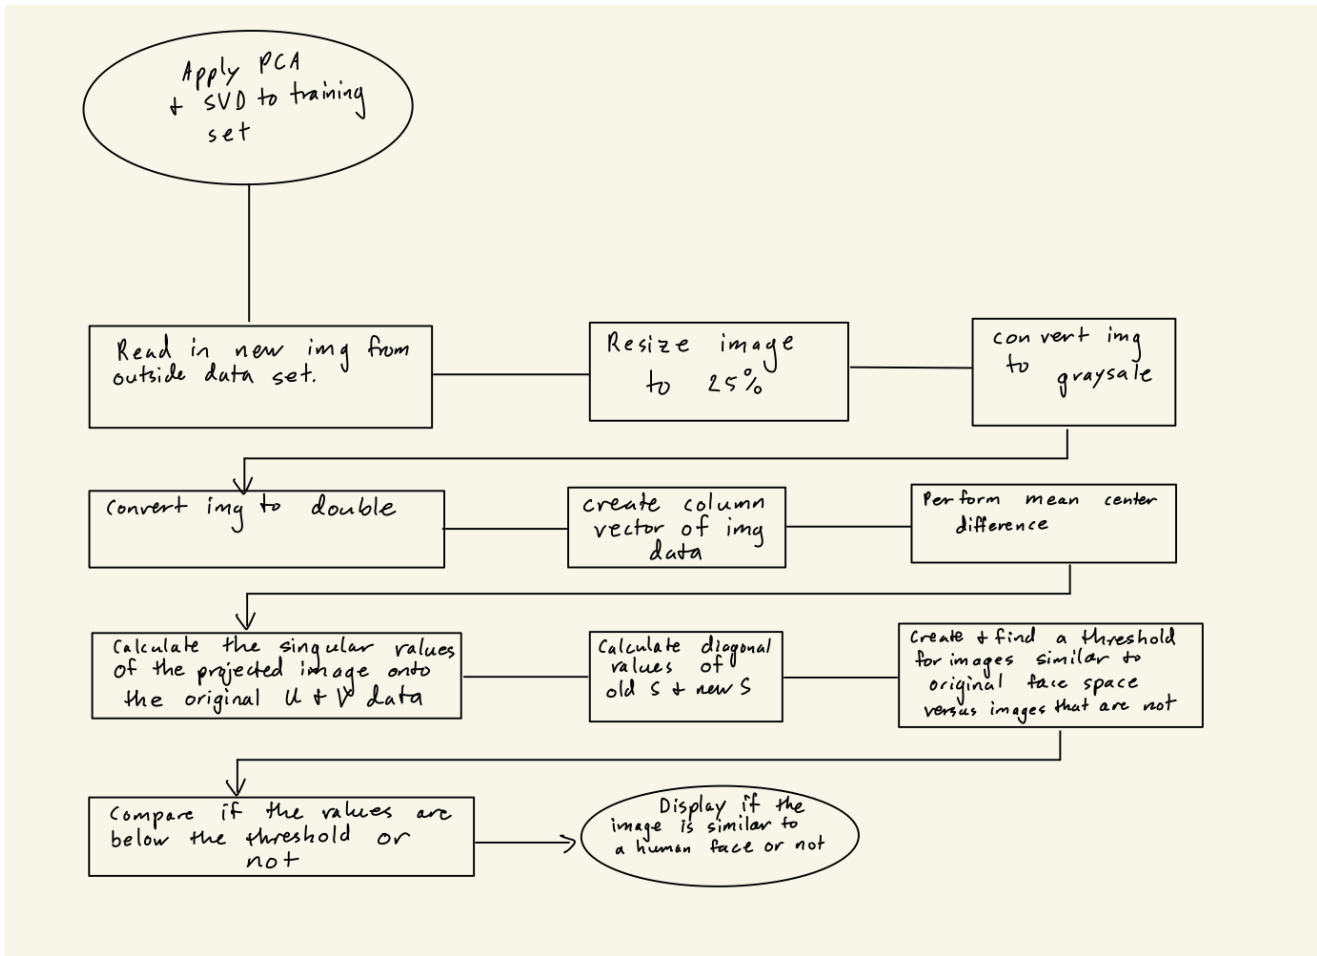 Apply PCA
+ SVD to training
set
Read in new img from
outside data set.
Resize image
to 25%
convert img
to graysale
Convert img to double
create column
vector of img
data
Perform mean center
difference
Calculate the singular values
of the projected image onto
the original U + V data
Calculate diagonal
values of
old S + new S
Create + find a threshold
for images similar to
original face space
versus images that are not
Compare if the values are
below the threshold or
not
Display if the
image is similar to
a human face or not